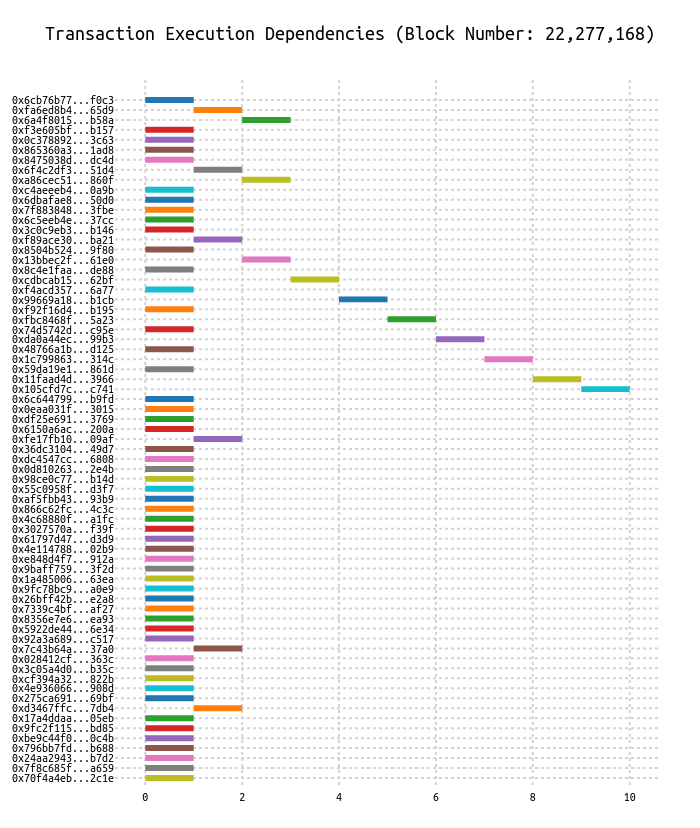 Transaction Execution Dependencies (Block Number: 22,277,168)
0x6cb76b77...f0c3
0xfa6ed8b4...65d9
0x6a4f8015...b58a
0xf3e605bf...b157
0x0c378892...3c63
0x865360a3...1ad8
0x8475038d...dc4d
0x6f4c2df3...51d4
0xa86cec51...860f
0xc4aeeeb4...0a9b
0x6dbafae8...50d0
0x7f883848...3fbe
0x6c5eeb4e...37cc
0x3c0c9eb3...b146
0xf89ace30...ba21
0x8504b524...9f80
0x13bbec2f...61e0
0x8c4e1faa...de88
0xcdbcab15...62bf
0xf4acd357...6a77
0x99669a18...b1cb
0xf92f16d4...b195
0xfbc8468f...5a23
0x74d5742d...c95e
0xda0a44ec...99b3
0x48766a1b...d125
0x1c799863...314c
0x59da19e1...861d
0x11faad4d...3966
0x105cfd7c...c741
0x6c644799...b9fd
0x0eaa031f...3015
0xdf25e691...3769
0x6150a6ac...200a
0xfe17fb10...09af
0x36dc3104...49d7
0xdc4547cc...6808
0x0d810263...2e4b
0x98ce0c77...b14d
0x55c0958f...d3f7
0xaf5fbb43...93b9
0x866c62fc...4c3c
0x4c68880f...a1fc
0x3027570a...f39f
0x61797d47...d3d9
0x4e114788...02b9
0xe848d4f7...912a
0x9baff759...3f2d
0x1a485006...63ea
0x9fc78bc9...a0e9
0x26bff42b...e2a8
0x7339c4bf...af27
0x8356e7e6...ea93
0x5922de44...6e34
0x92a3a689...c517
0x7c43b64a...37a0
0x028412cf...363c
0x3c05a4d0...b35c
0xcf394a32...822b
0x4e936066...908d
0x275ca691...69bf
0xd3467ffc...7db4
0x17a4ddaa...05eb
0x9fc2f115...bd85
0xbe9c44f0...0c4b
0x796bb7fd...b688
0x24aa2943...b7d2
0x7f8c685f...a659
0x70f4a4eb...2c1e
0 2 4 6 8 10